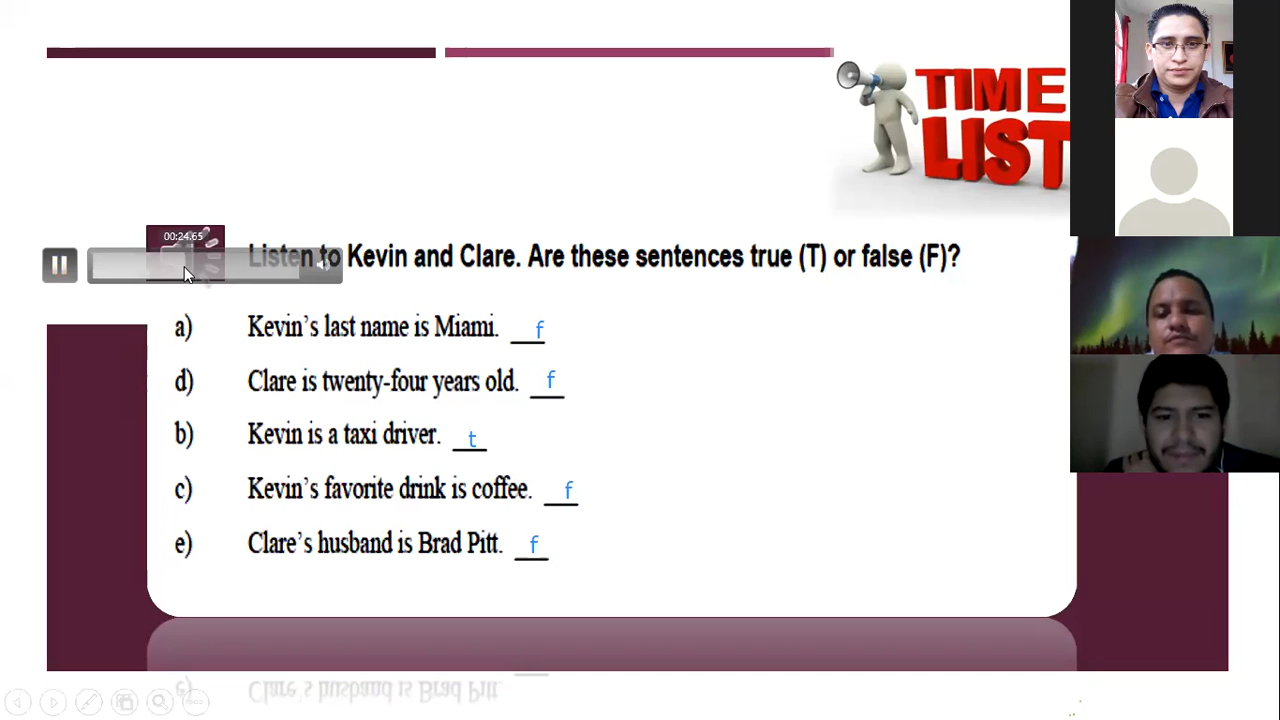 TIME
LIST
00:24.65
Listen to Kevin and Clare. Are these sentences true (T) or false (F)?
a) Kevin's last name is Miami. f
d) Clare is twenty-four years old. f
b) Kevin is a taxi driver. t
c) Kevin's favorite drink is coffee. f
e) Clare's husband is Brad Pitt. f